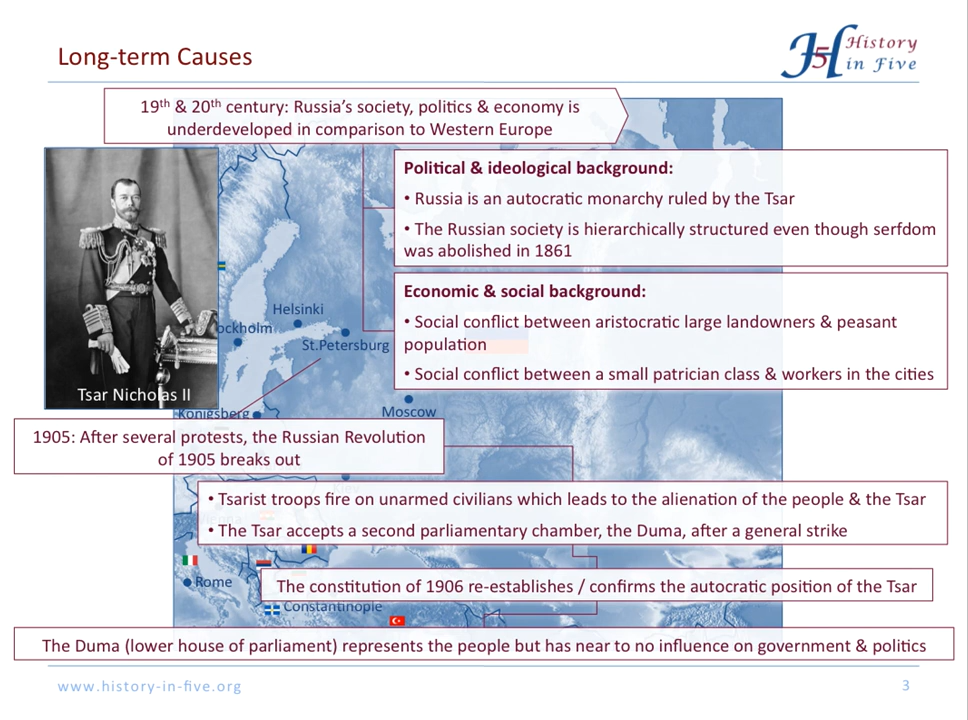 Long-term Causes
History
in Five
19th & 20th century: Russia's society, politics & economy is
underdeveloped in comparison to Western Europe
Political & ideological background:
• Russia is an autocratic monarchy ruled by the Tsar
• The Russian society is hierarchically structured even though serfdom
was abolished in 1861
Economic & social background:
• Social conflict between aristocratic large landowners & peasant
population
• Social conflict between a small patrician class & workers in the cities
Helsinki
ockholm
St.Petersburg
Tsar Nicholas II
Königsberg
Moscow
1905: After several protests, the Russian Revolution
of 1905 breaks out
• Tsarist troops fire on unarmed civilians which leads to the alienation of the people & the Tsar
• The Tsar accepts a second parliamentary chamber, the Duma, after a general strike
Rome
The constitution of 1906 re-establishes / confirms the autocratic position of the Tsar
Constantinople
The Duma (lower house of parliament) represents the people but has near to no influence on government & politics
www.history-in-five.org
3